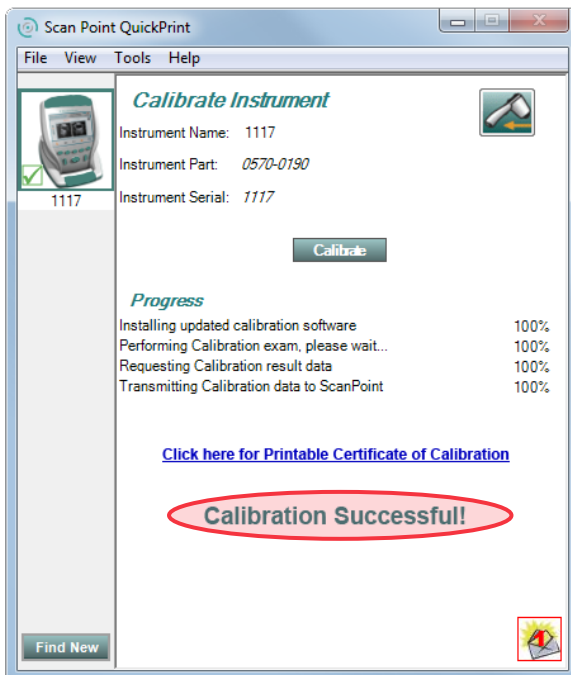 Scan Point QuickPrint
File View Tools Help
Calibrate Instrument
Instrument Name: 1117
Instrument Part: 0570-0190
1117
Instrument Serial: 1117
Calibrate
Progress
Installing updated calibration software 100%
Performing Calibration exam, please wait... 100%
Requesting Calibration result data 100%
Transmitting Calibration data to ScanPoint 100%
Click here for Printable Certificate of Calibration
Calibration Successful!
Find New